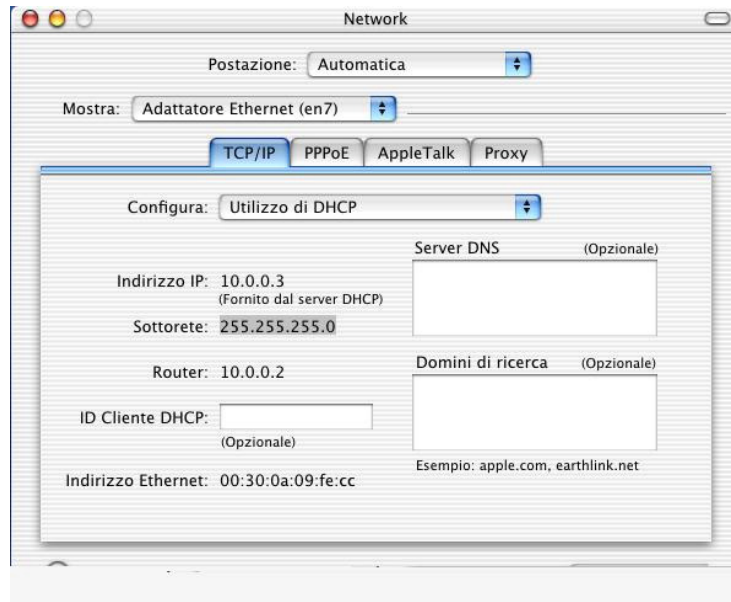 Network
Postazione: Automatica
Mostra: Adattatore Ethernet (en7)
TCP/IP PPPoE AppleTalk Proxy
Configura: Utilizzo di DHCP
Server DNS (Opzionale)
Indirizzo IP: 10.0.0.3
(Fornito dal server DHCP)
Sottorete: 255.255.255.0
Domini di ricerca (Opzionale)
Router: 10.0.0.2
ID Cliente DHCP:
(Opzionale)
Esempio: apple.com, earthlink.net
Indirizzo Ethernet: 00:30:0a:09:fe:cc